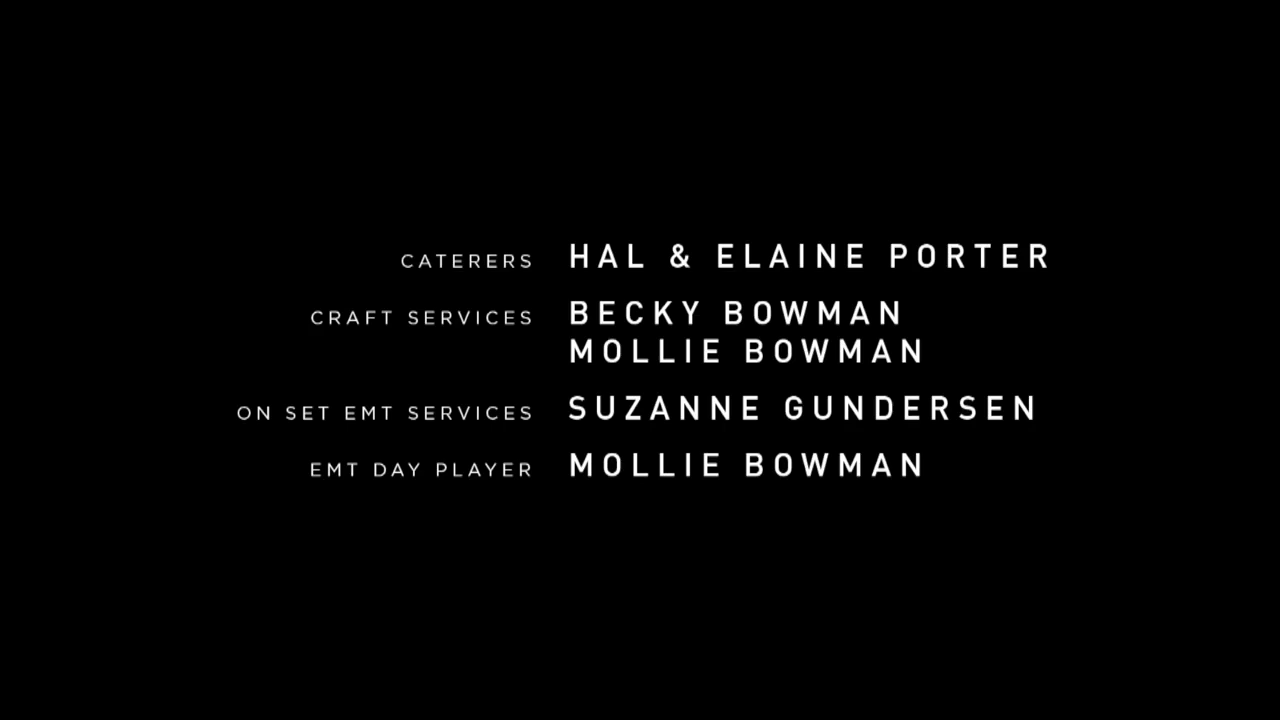 CATERERS HAL & ELAINE PORTER
CRAFT SERVICES BECKY BOWMAN
MOLLIE BOWMAN
ON SET EMT SERVICES SUZANNE GUNDERSEN
EMT DAY PLAYER MOLLIE BOWMAN